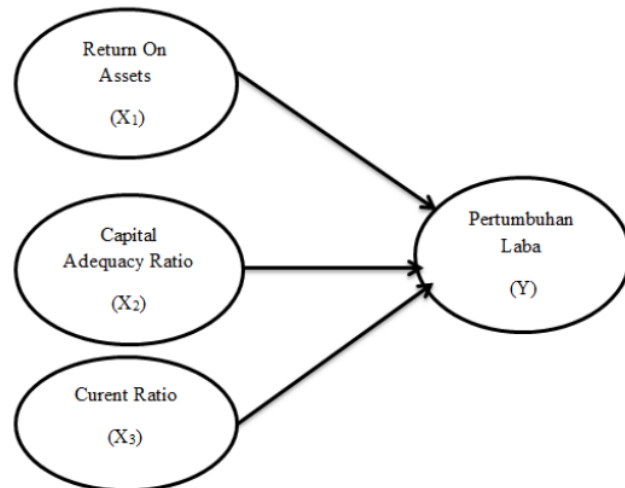 Return On
Assets
(X₁)
Capital
Adequacy Ratio
(X₂)
Curent Ratio
(X₃)
Pertumbuhan
Laba
(Y)